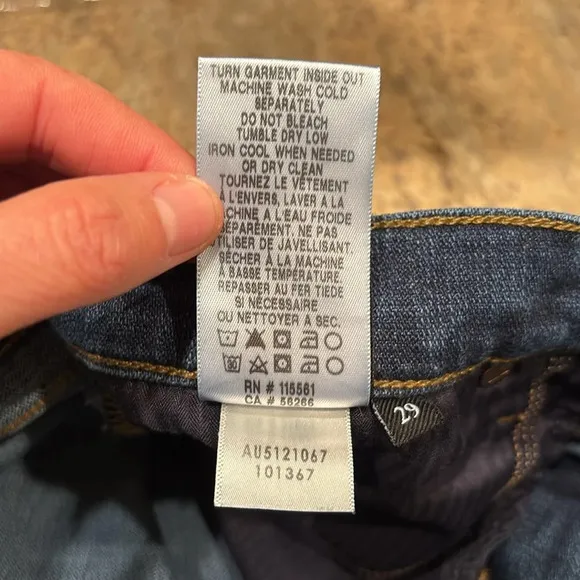 TURN GARMENT INSIDE OUT
MACHINE WASH COLD
SEPARATELY
DO NOT BLEACH
TUMBLE DRY LOW
IRON COOL WHEN NEEDED
OR DRY CLEAN
TOURNEZ LE VÊTEMENT
À L'ENVERS, LAVER À LA
MACHINE A L'EAU FROIDE
SÉPARÉMENT. NE PAS
UTILISER DE JAVELLISANT.
SÉCHER À LA MACHINE
A BASSE TEMPÉRATURE.
REPASSER AU FER TIEDE
SI NÉCESSAIRE
OU NETTOYER À SEC.
RN # 115561
CA # 56266
AU5121067
101367
29